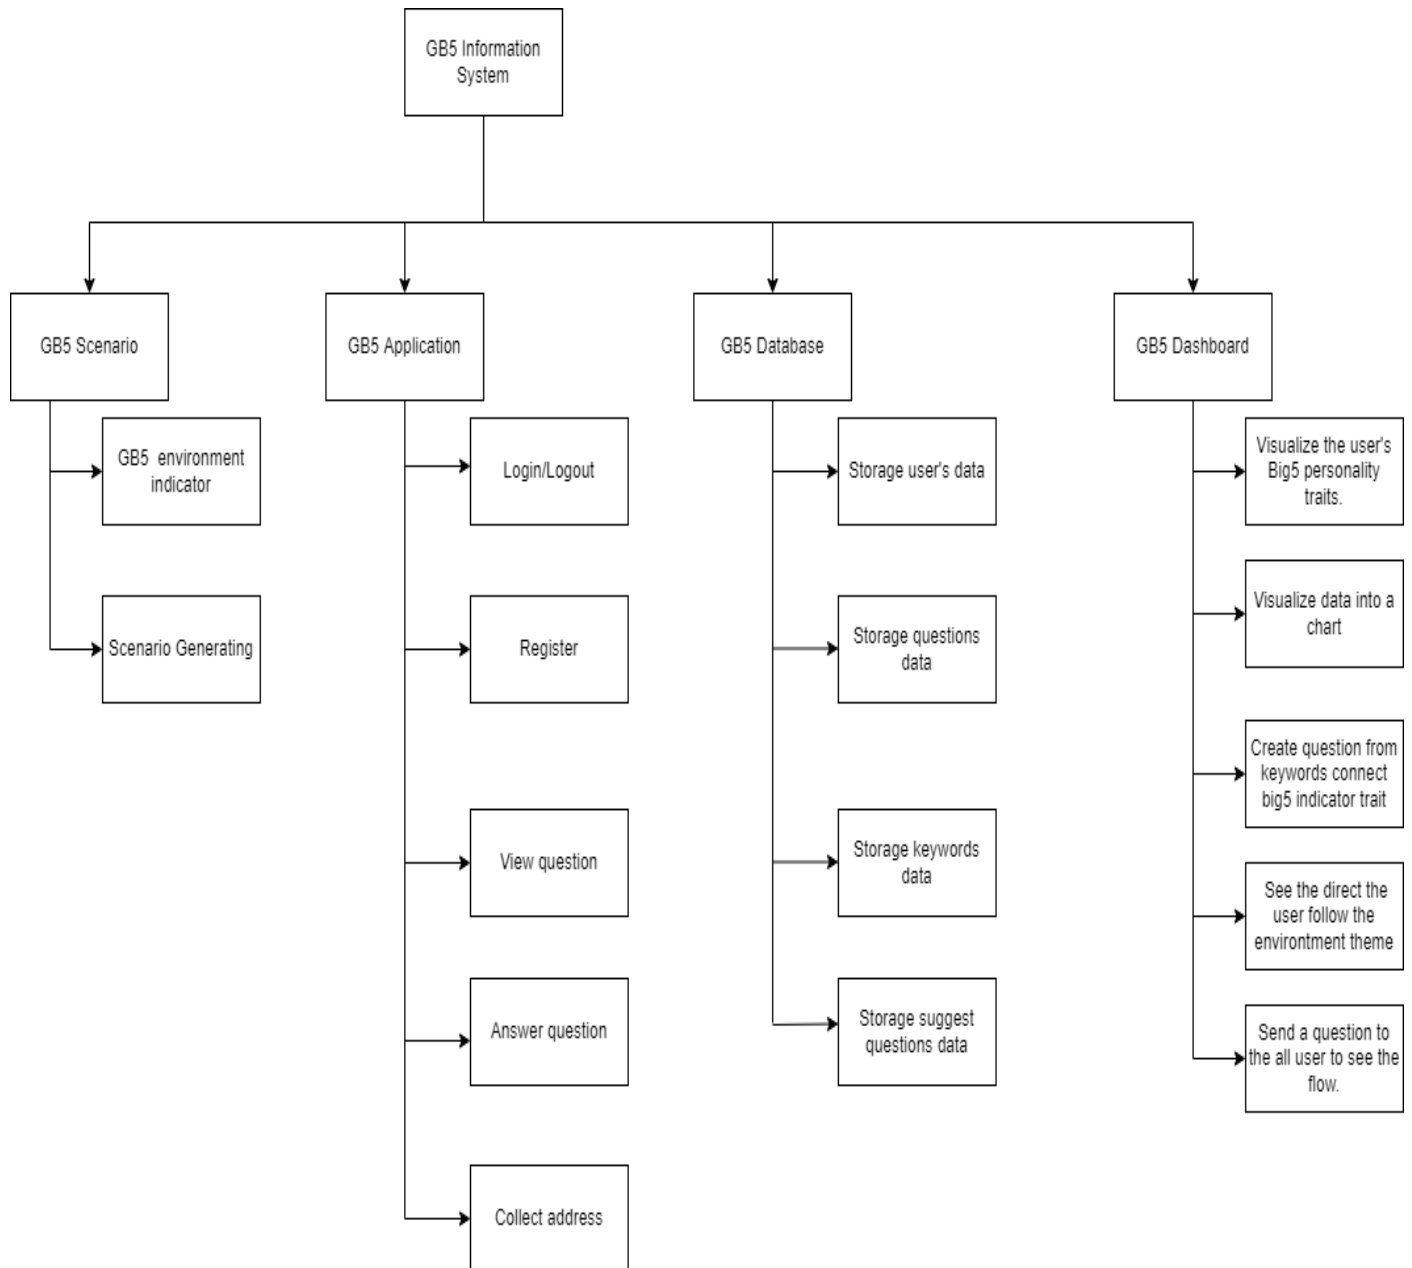 GB5 Information
System
GB5 Scenario
GB5 Application
GB5 Database
GB5 Dashboard
GB5  environment
indicator
Scenario Generating
Login/Logout
Register
View question
Answer question
Collect address
Storage user's data
Storage questions
data
Storage keywords
data
Storage suggest
questions data
Visualize the user's
Big5 personality
traits.
Visualize data into a
chart
Create question from
keywords connect
big5 indicator trait
See the direct the
user follow the
environtment theme
Send a question to
the all user to see the
flow.